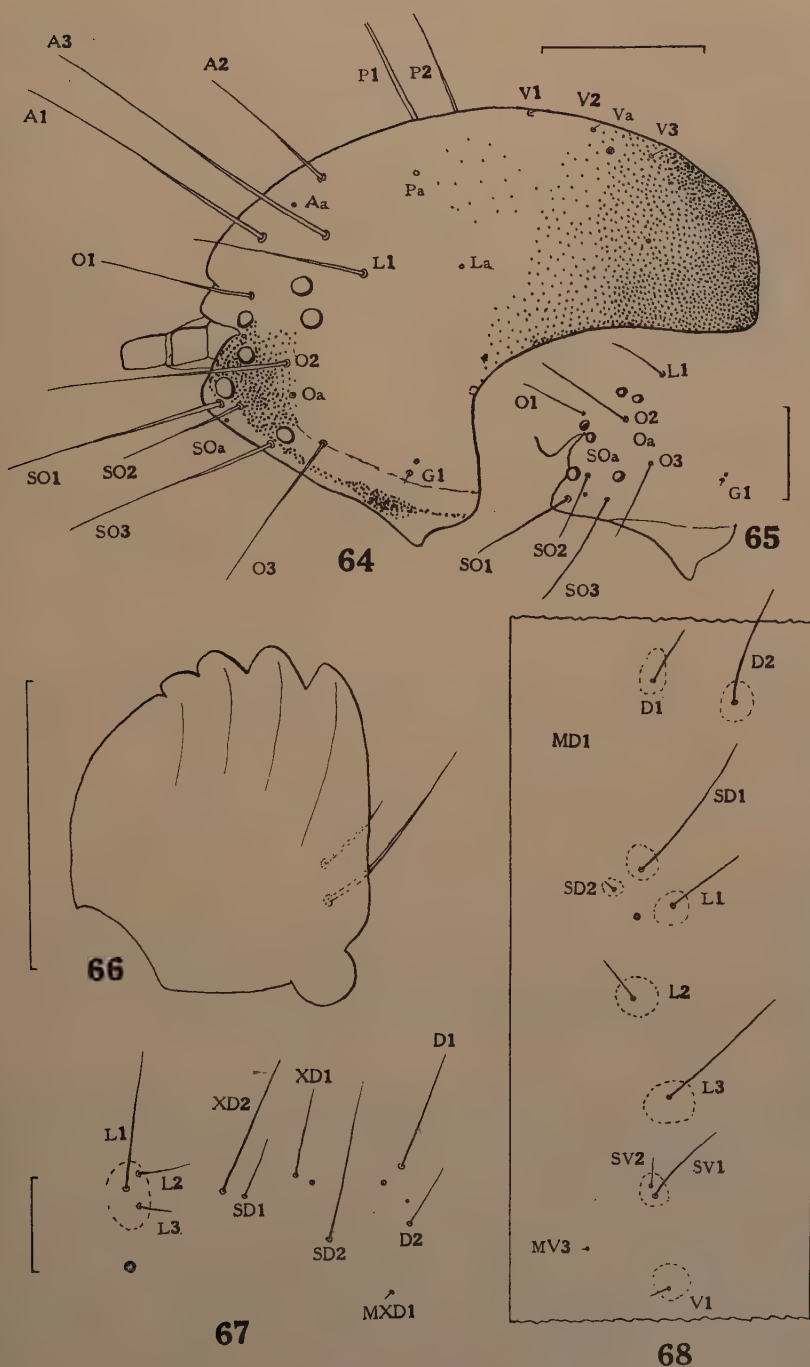 A3
A2
P1
P2
A1
V1
V2
Va
V3
Aa
Pa
O1
L1
La
O2
Oa
SO1
SO2
SOa
SO3
G1
O3
64
L1
O1
O2
Oa
SOa
O3
G1
SO2
SO1
SO3
65
66
D1
D2
MD1
SD1
SD2
L1
L2
L3
SV2
SV1
MV3
V1
68
D1
XD1
XD2
L1
L2
SD1
L3
SD2
D2
MXD1
67